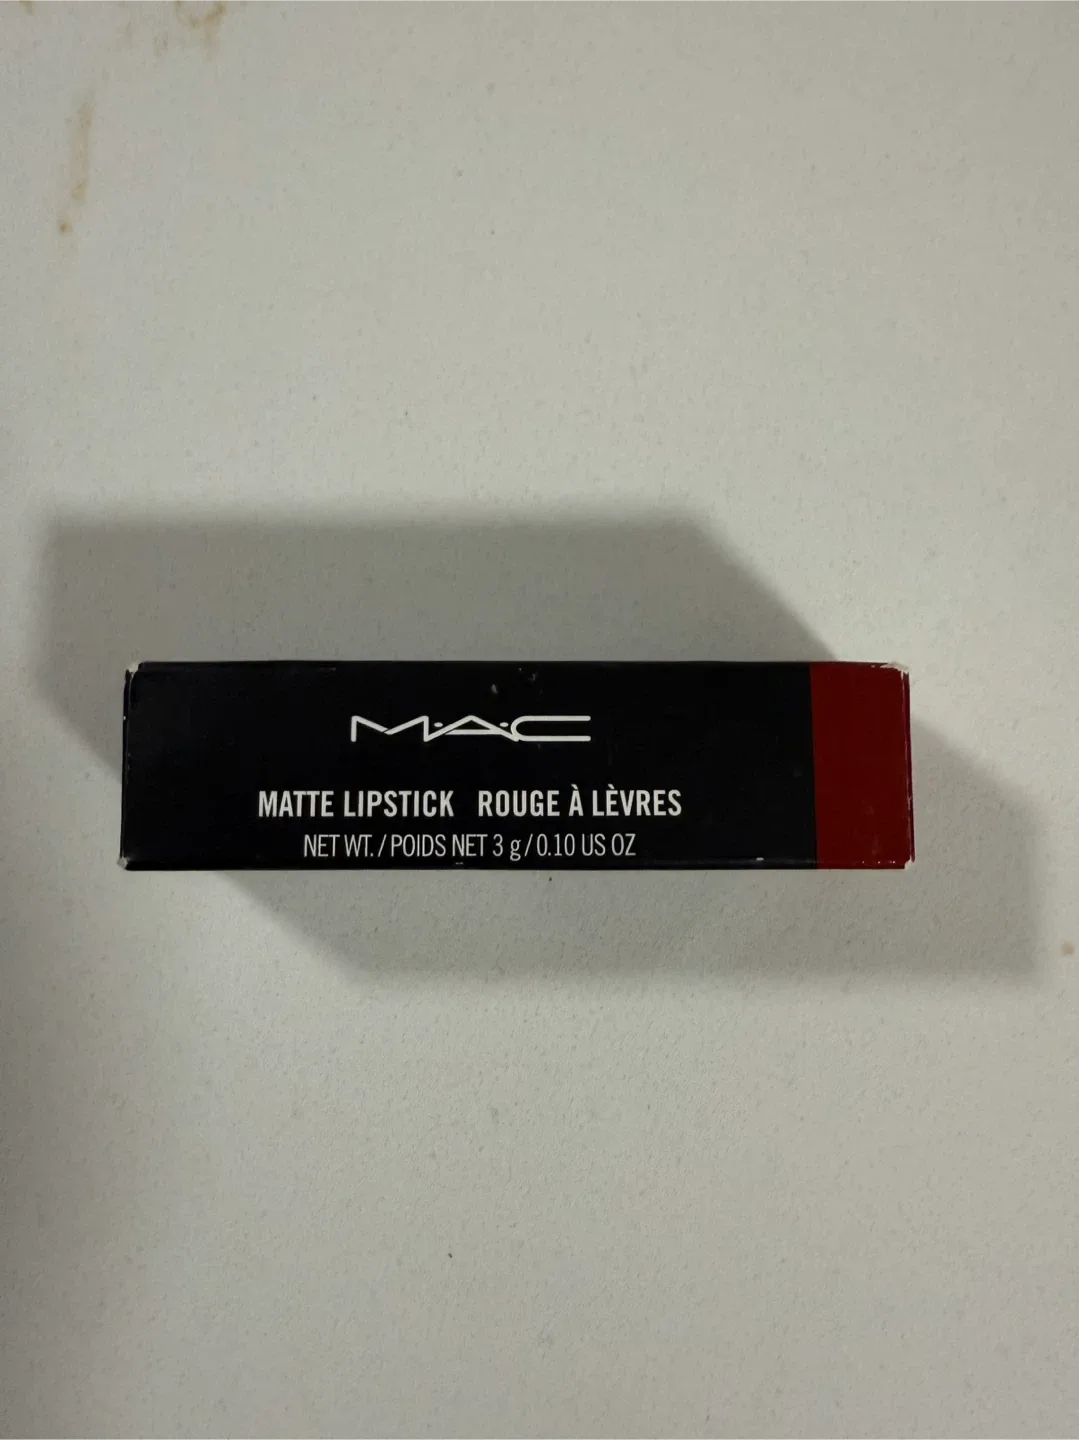 M·A·C
MATTE LIPSTICK ROUGE À LÈVRES
NET WT. / POIDS NET 3 g / 0.10 US OZ